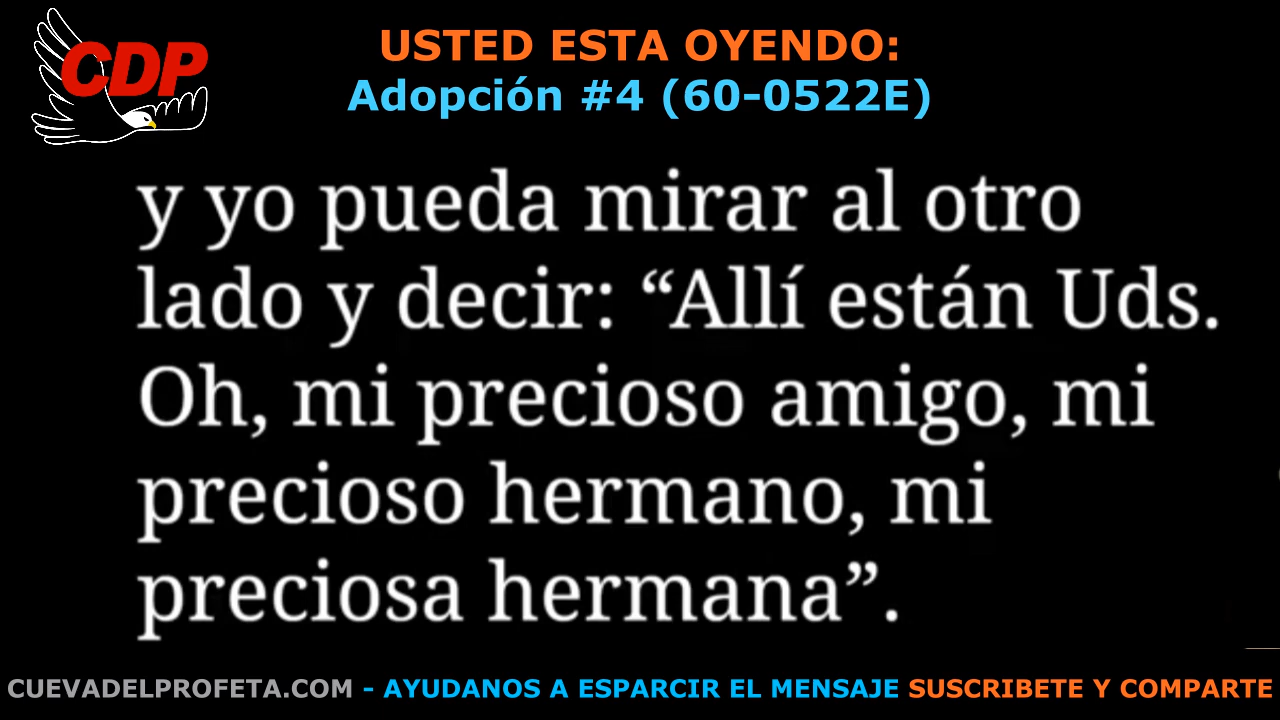 CDP
USTED ESTA OYENDO:
Adopción #4 (60-0522E)
y yo pueda mirar al otro
lado y decir: “Allí están Uds.
Oh, mi precioso amigo, mi
precioso hermano, mi
preciosa hermana”.
CUEVADELPROFETA.COM - AYUDANOS A ESPARCIR EL MENSAJE SUSCRIBETE Y COMPARTE